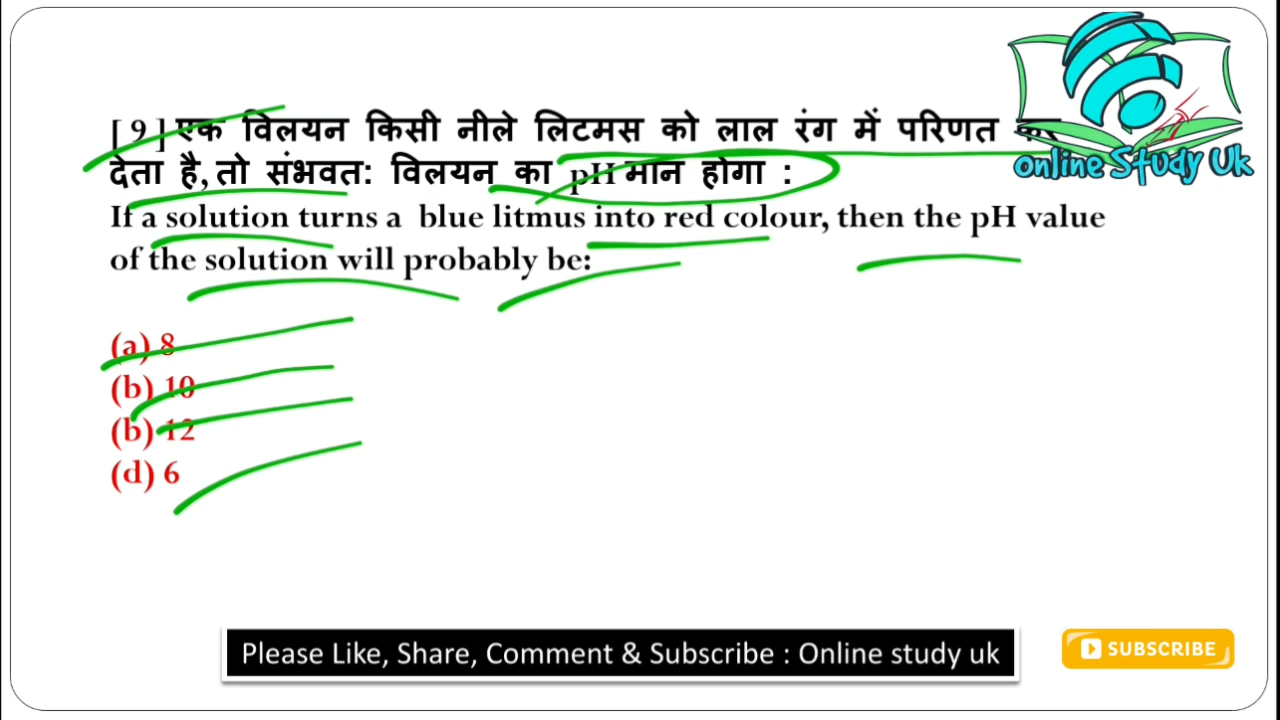 [ 9 ] एक विलयन किसी नीले लिटमस को लाल रंग में परिणत कर
देता है, तो संभवत: विलयन का pH मान होगा :
If a solution turns a blue litmus into red colour, then the pH value
of the solution will probably be:
(a) 8
(b) 10
(b) 12
(d) 6
Online Study Uk
Please Like, Share, Comment & Subscribe : Online study uk
SUBSCRIBE